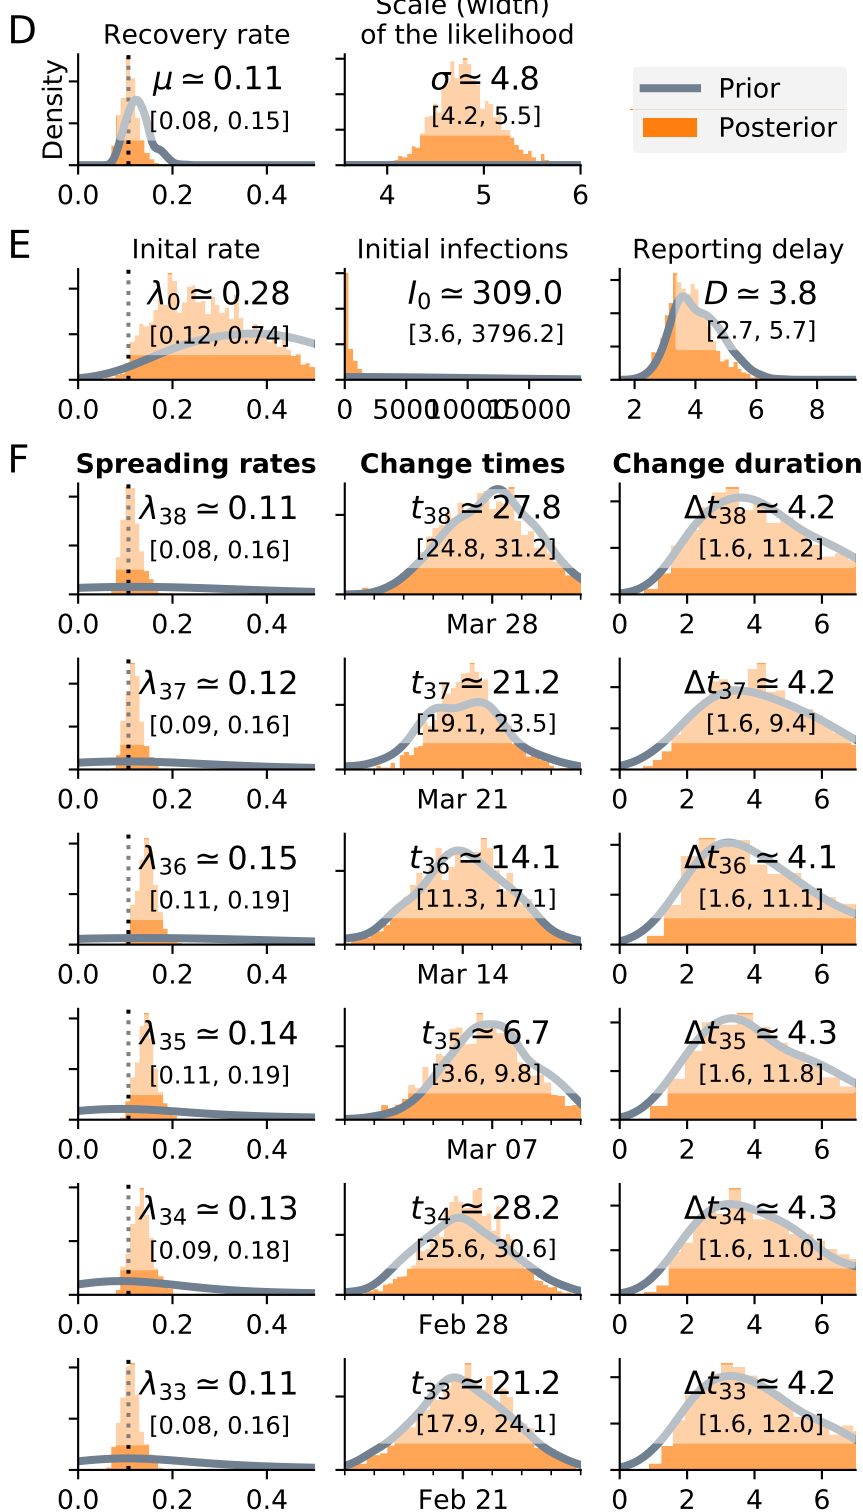 D
Recovery rate
Density
μ ≃ 0.11
[0.08, 0.15]
0.0 0.2 0.4
Scale (width)
of the likelihood
σ ≃ 4.8
[4.2, 5.5]
4 5 6
Prior
Posterior
E
Inital rate
λ0 ≃ 0.28
[0.12, 0.74]
0.0 0.2 0.4
Initial infections
I0 ≃ 309.0
[3.6, 3796.2]
0 5000 10000 15000
Reporting delay
D ≃ 3.8
[2.7, 5.7]
2 4 6 8
F
Spreading rates
Change times
Change duration
λ38 ≃ 0.11
[0.08, 0.16]
0.0 0.2 0.4
t38 ≃ 27.8
[24.8, 31.2]
Mar 28
Δt38 ≃ 4.2
[1.6, 11.2]
0 2 4 6
λ37 ≃ 0.12
[0.09, 0.16]
0.0 0.2 0.4
t37 ≃ 21.2
[19.1, 23.5]
Mar 21
Δt37 ≃ 4.2
[1.6, 9.4]
0 2 4 6
λ36 ≃ 0.15
[0.11, 0.19]
0.0 0.2 0.4
t36 ≃ 14.1
[11.3, 17.1]
Mar 14
Δt36 ≃ 4.1
[1.6, 11.1]
0 2 4 6
λ35 ≃ 0.14
[0.11, 0.19]
0.0 0.2 0.4
t35 ≃ 6.7
[3.6, 9.8]
Mar 07
Δt35 ≃ 4.3
[1.6, 11.8]
0 2 4 6
λ34 ≃ 0.13
[0.09, 0.18]
0.0 0.2 0.4
t34 ≃ 28.2
[25.6, 30.6]
Feb 28
Δt34 ≃ 4.3
[1.6, 11.0]
0 2 4 6
λ33 ≃ 0.11
[0.08, 0.16]
0.0 0.2 0.4
t33 ≃ 21.2
[17.9, 24.1]
Feb 21
Δt33 ≃ 4.2
[1.6, 12.0]
0 2 4 6